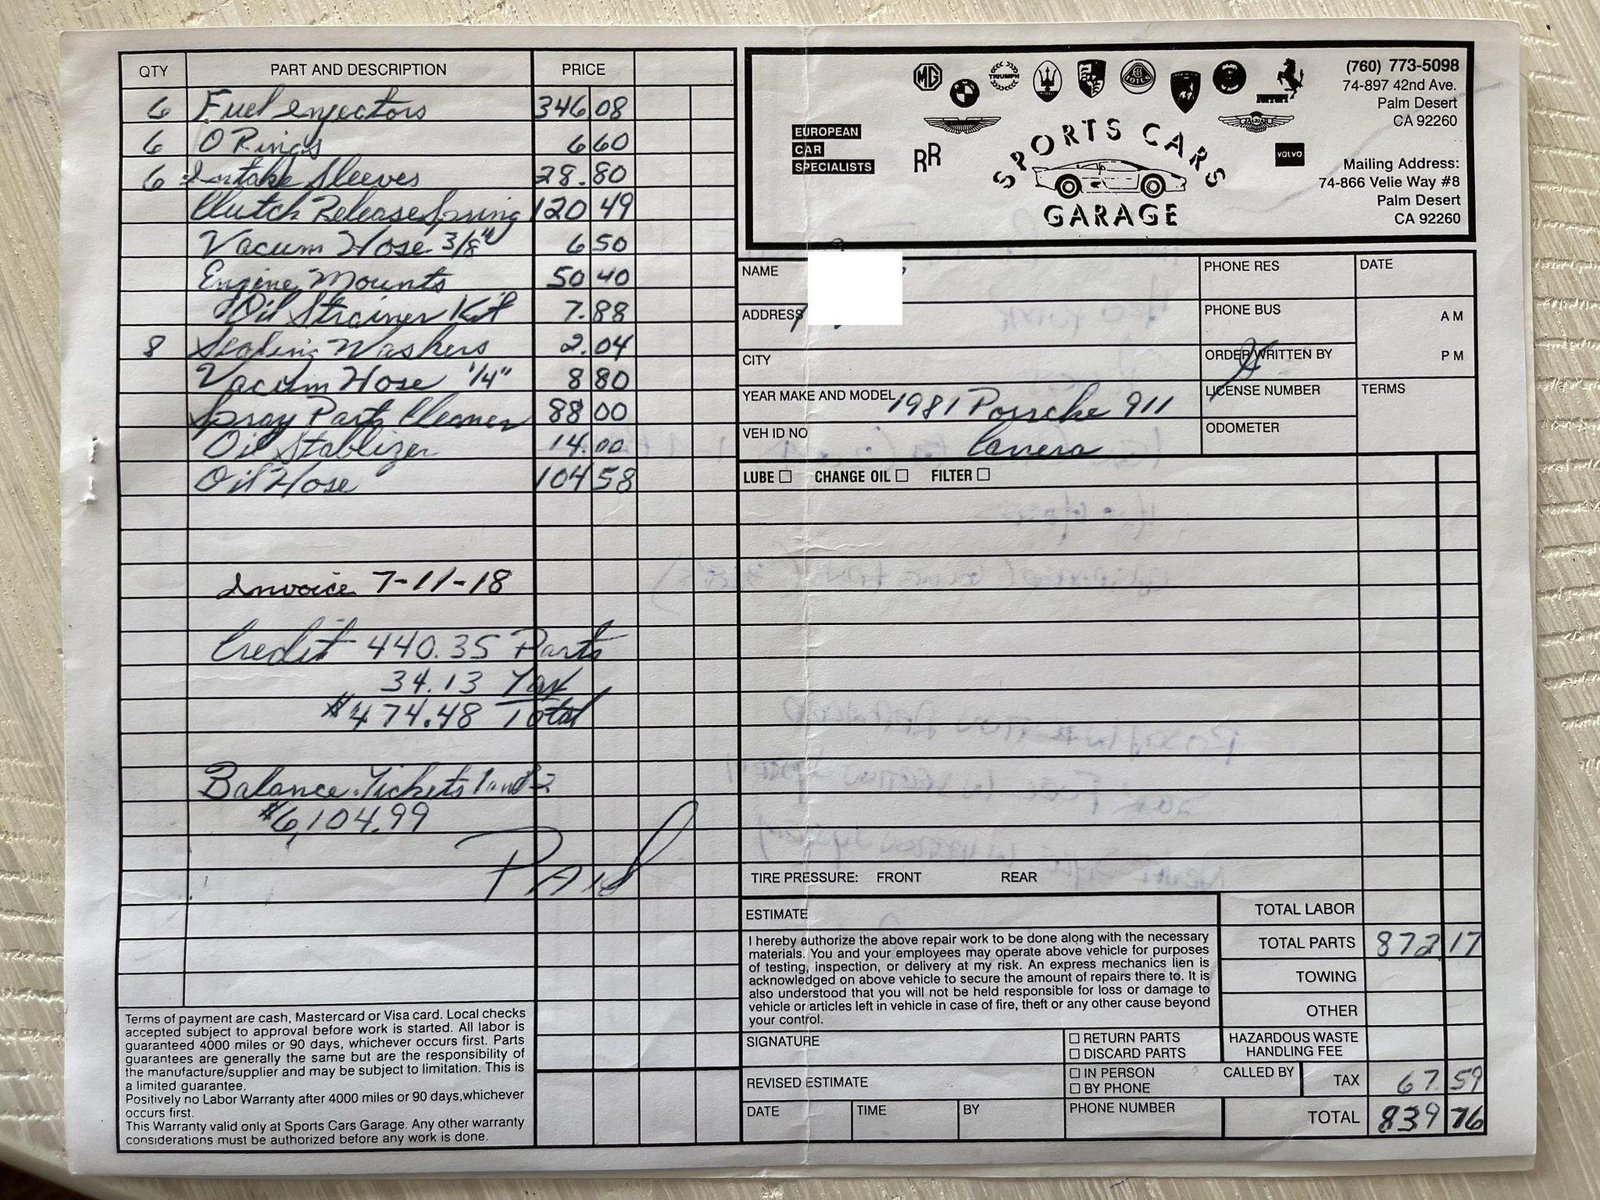 QTY PART AND DESCRIPTION PRICE
6 Fuel injectors 346 08
6 O Rings 6 60
6 Intake Sleeves 28.80
Clutch Release Spring 120 49
Vacum Hose 3/8" 6 50
Engine Mounts 50 40
Oil Strainer Kit 7.88
8 Sealing Washers 2.04
Vacum Hose 1/4" 8 80
Spray Parts Cleaner 88 00
Oil Stablizer 14.00
Oil Hose 104 58
Invoice 7-11-18
Credit 440.35 Parts
34.13 Tax
$474.48 Total
Balance Tickets 1 and 2
$6,104.99
PAid
Terms of payment are cash, Mastercard or Visa card. Local checks
accepted subject to approval before work is started. All labor is
guaranteed 4000 miles or 90 days, whichever occurs first. Parts
guarantees are generally the same but are the responsibility of
the manufacture/supplier and may be subject to limitation. This is
a limited guarantee.
Positively no Labor Warranty after 4000 miles or 90 days,whichever
occurs first.
This Warranty valid only at Sports Cars Garage. Any other warranty
considerations must be authorized before any work is done.
EUROPEAN
CAR
SPECIALISTS
MG
BMW
TRIUMPH
LOTUS
Ferrari
JAGUAR
RR
VOLVO
SPORTS CARS
GARAGE
(760) 773-5098
74-897 42nd Ave.
Palm Desert
CA 92260
Mailing Address:
74-866 Velie Way #8
Palm Desert
CA 92260
NAME PHONE RES DATE
ADDRESS PHONE BUS AM
CITY ORDER WRITTEN BY PM
YEAR MAKE AND MODEL 1981 Porsche 911 LICENSE NUMBER TERMS
VEH ID NO Carrera ODOMETER
LUBE CHANGE OIL FILTER
TIRE PRESSURE: FRONT REAR
ESTIMATE
I hereby authorize the above repair work to be done along with the necessary
materials. You and your employees may operate above vehicle for purposes
of testing, inspection, or delivery at my risk. An express mechanics lien is
acknowledged on above vehicle to secure the amount of repairs there to. It is
also understood that you will not be held responsible for loss or damage to
vehicle or articles left in vehicle in case of fire, theft or any other cause beyond
your control.
TOTAL LABOR
TOTAL PARTS 872 17
TOWING
OTHER
SIGNATURE
RETURN PARTS
DISCARD PARTS
HAZARDOUS WASTE
HANDLING FEE
REVISED ESTIMATE
IN PERSON
BY PHONE
CALLED BY
TAX 67 59
DATE TIME BY PHONE NUMBER
TOTAL 839 76